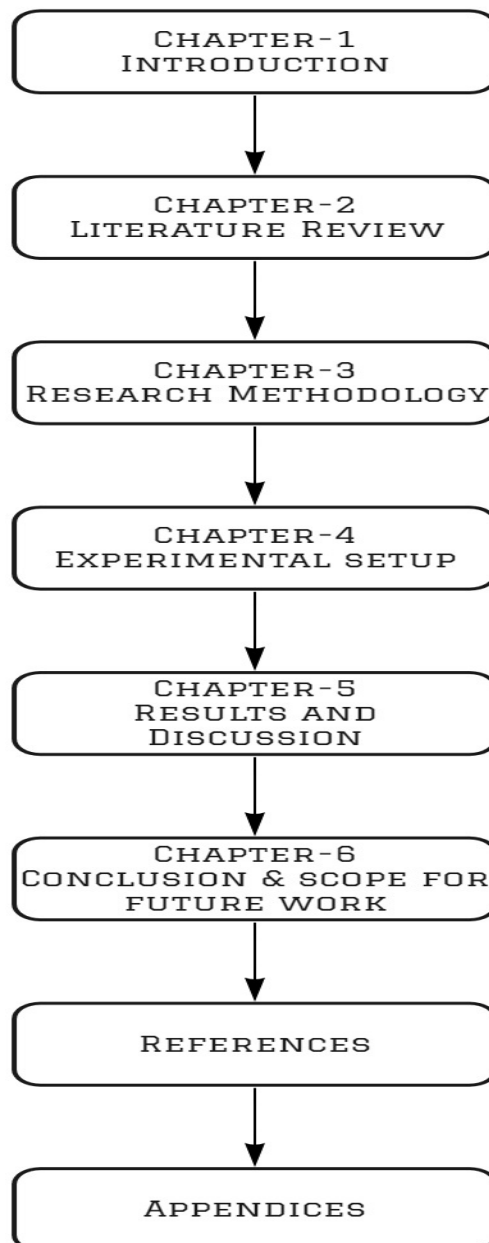 Chapter-1
Introduction
Chapter-2
Literature Review
Chapter-3
Research Methodology
Chapter-4
Experimental setup
Chapter-5
Results and
Discussion
Chapter-6
Conclusion & scope for
future work
References
Appendices